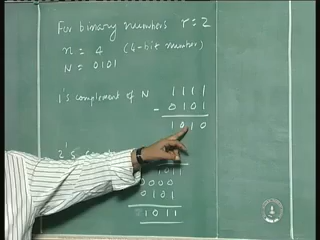 For binary numbers r = 2
n = 4 (4-bit number)
N = 0101
1's complement of N 1111
- 0101
1010
2's
1011
0000
0101
1011